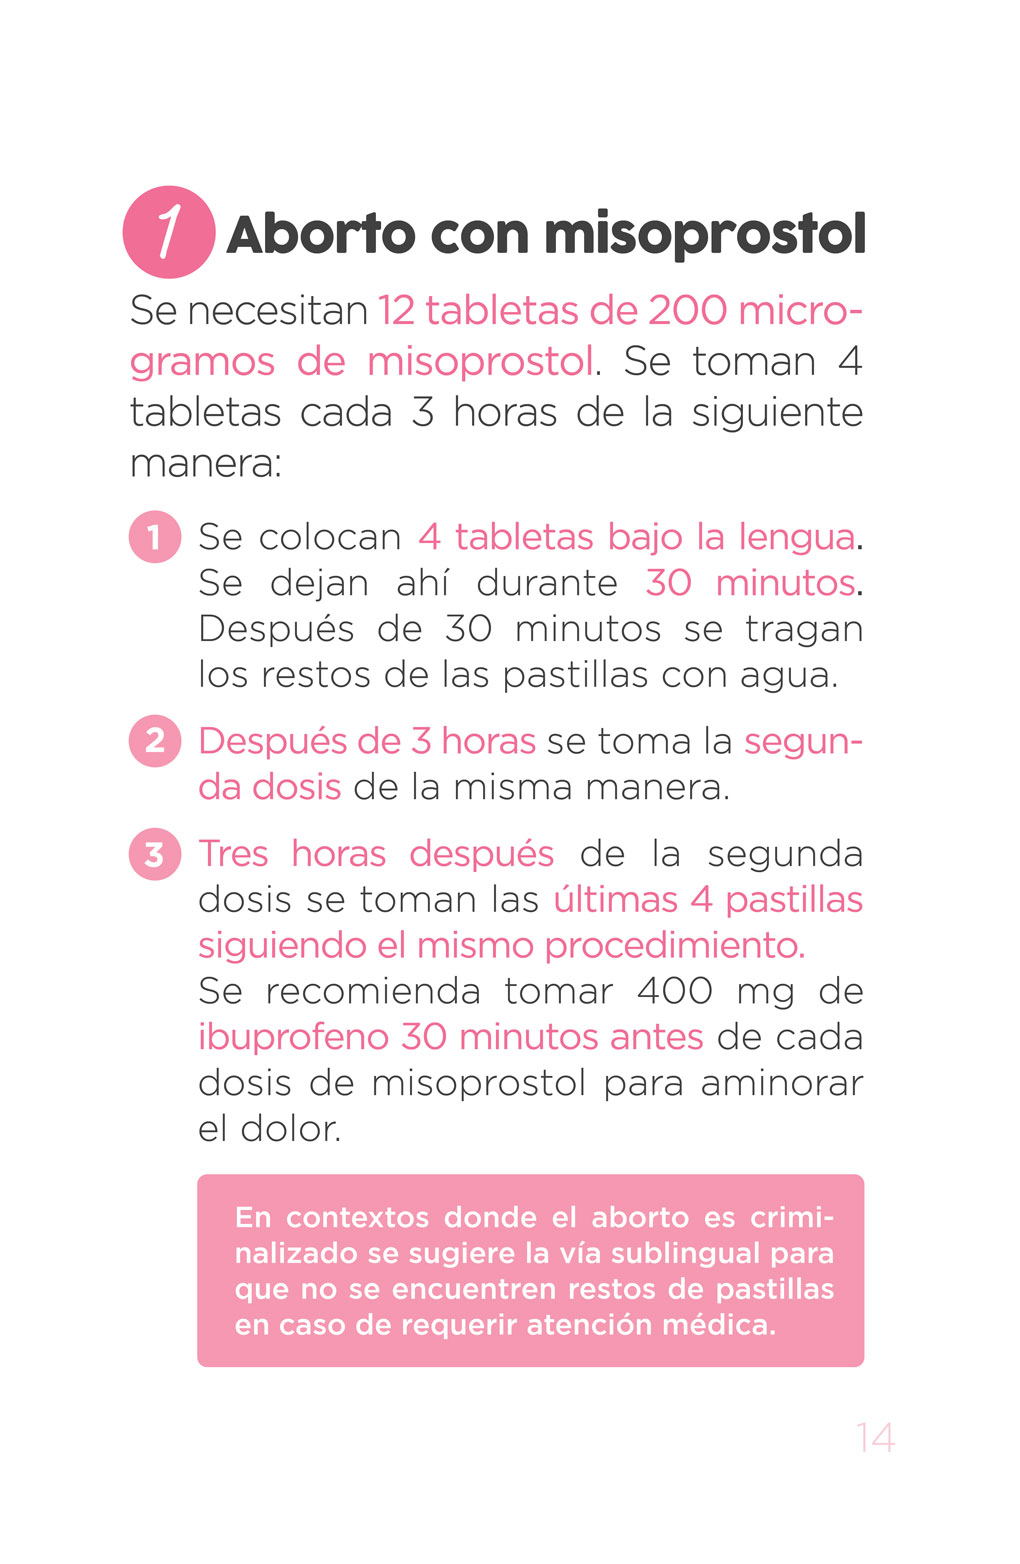 1 Aborto con misoprostol
Se necesitan 12 tabletas de 200 micro-
gramos de misoprostol. Se toman 4
tabletas cada 3 horas de la siguiente
manera:
1 Se colocan 4 tabletas bajo la lengua.
Se dejan ahí durante 30 minutos.
Después de 30 minutos se tragan
los restos de las pastillas con agua.
2 Después de 3 horas se toma la segun-
da dosis de la misma manera.
3 Tres horas después de la segunda
dosis se toman las últimas 4 pastillas
siguiendo el mismo procedimiento.
Se recomienda tomar 400 mg de
ibuprofeno 30 minutos antes de cada
dosis de misoprostol para aminorar
el dolor.
En contextos donde el aborto es crimi-
nalizado se sugiere la vía sublingual para
que no se encuentren restos de pastillas
en caso de requerir atención médica.
14